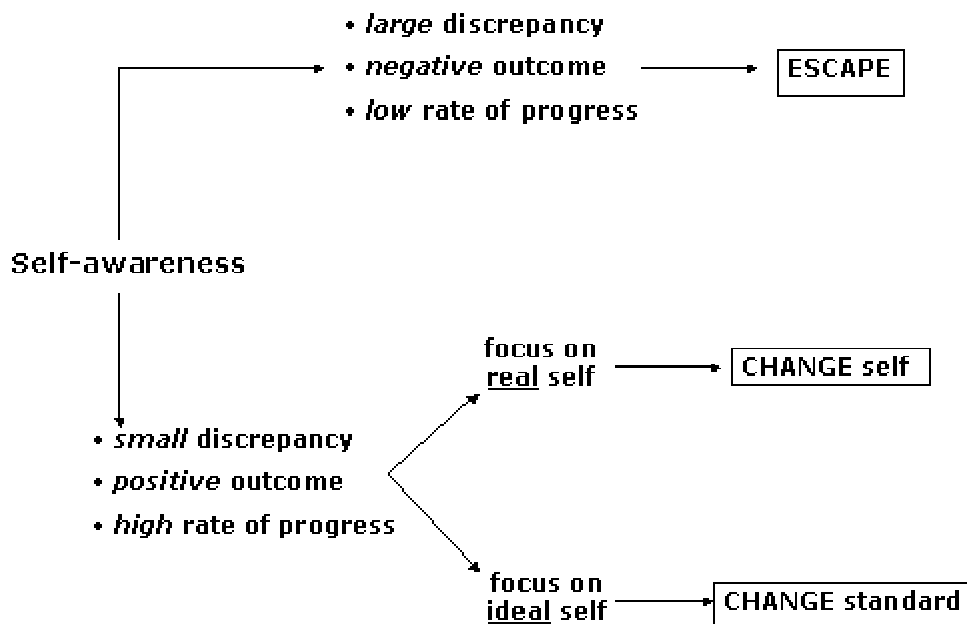 • large discrepancy
• negative outcome
• low rate of progress
ESCAPE
Self-awareness
focus on
real self
CHANGE self
• small discrepancy
• positive outcome
• high rate of progress
focus on
ideal self
CHANGE standard